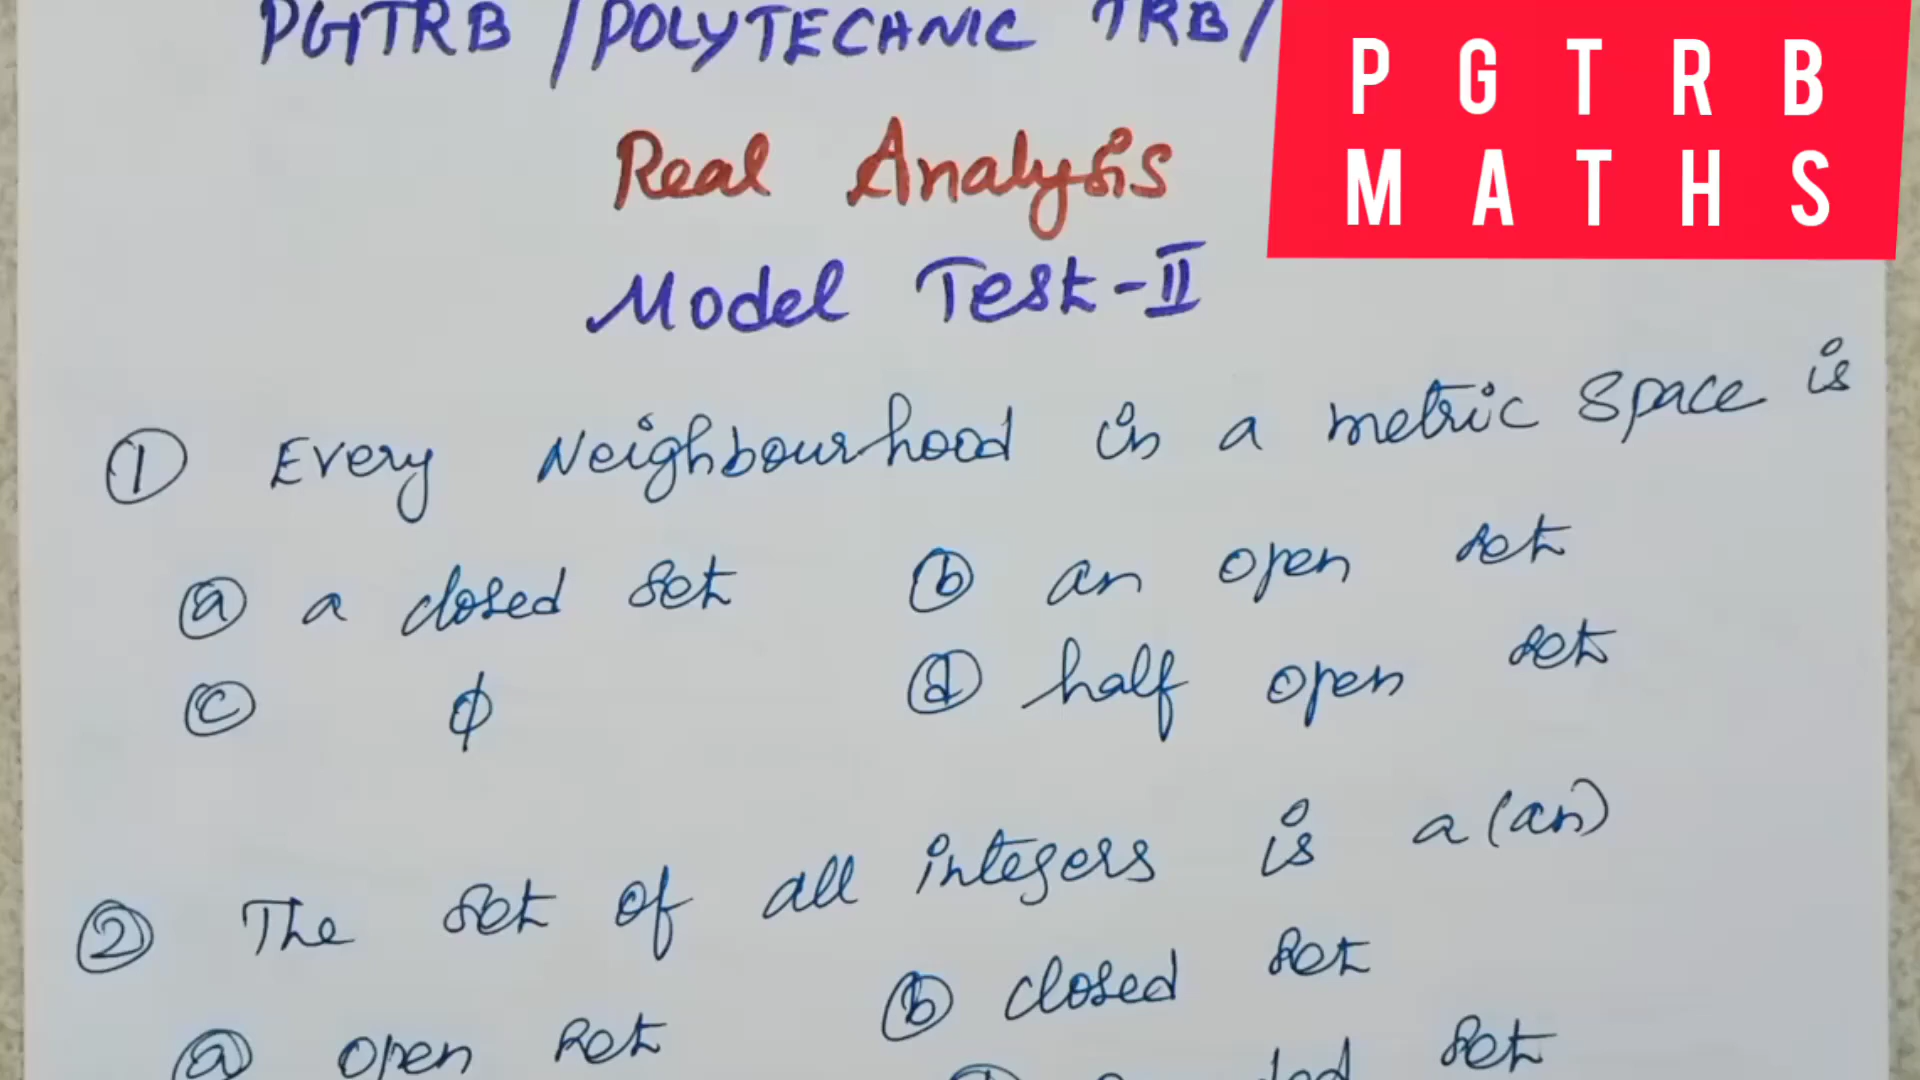 PGTRB / POLYTECHNIC TRB /
P G T R B
M A T H S
Real Analysis
Model Test - II
① Every Neighbourhood in a metric space is
ⓐ a closed set ⓑ an open set
ⓒ ϕ ⓓ half open set
② The set of all integers is a (an)
ⓐ open set ⓑ closed set
set